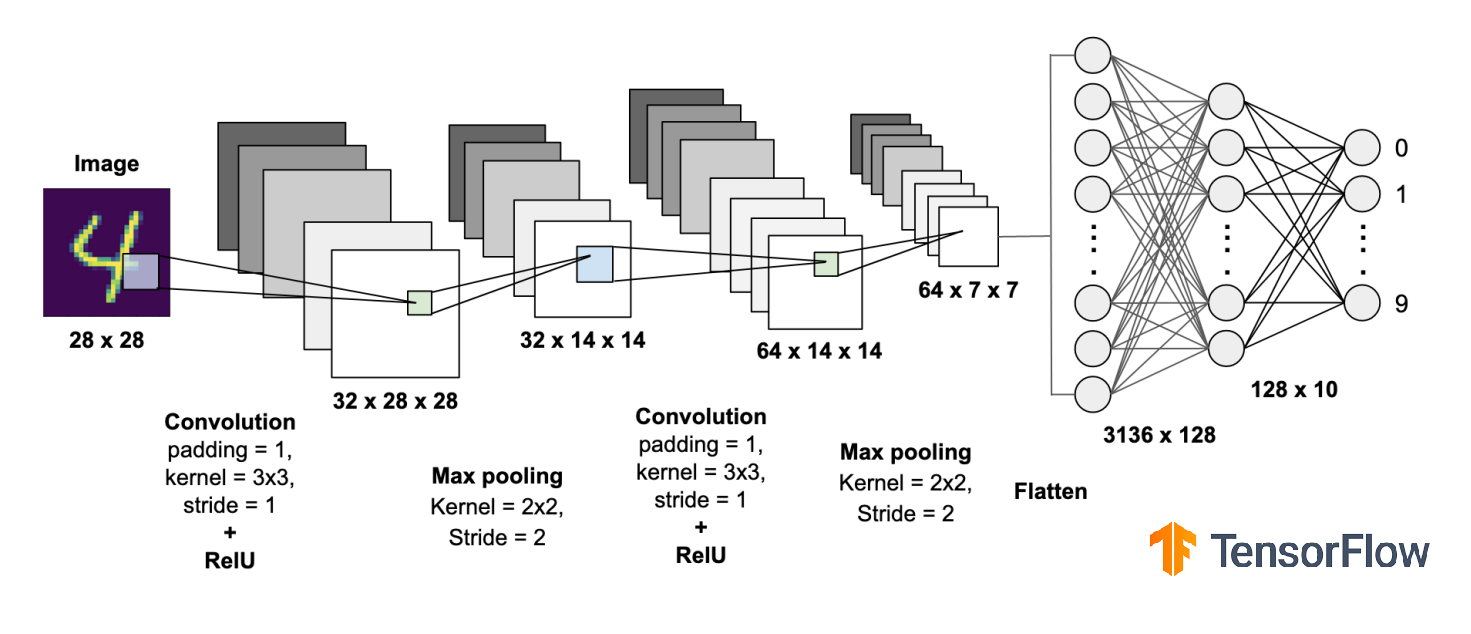 Image
28 x 28
32 x 28 x 28
Convolution
padding = 1,
kernel = 3x3,
stride = 1
+
RelU
32 x 14 x 14
Max pooling
Kernel = 2x2,
Stride = 2
64 x 14 x 14
Convolution
padding = 1,
kernel = 3x3,
stride = 1
+
RelU
64 x 7 x 7
Max pooling
Kernel = 2x2,
Stride = 2
Flatten
3136 x 128
128 x 10
0
1
9
TensorFlow
4